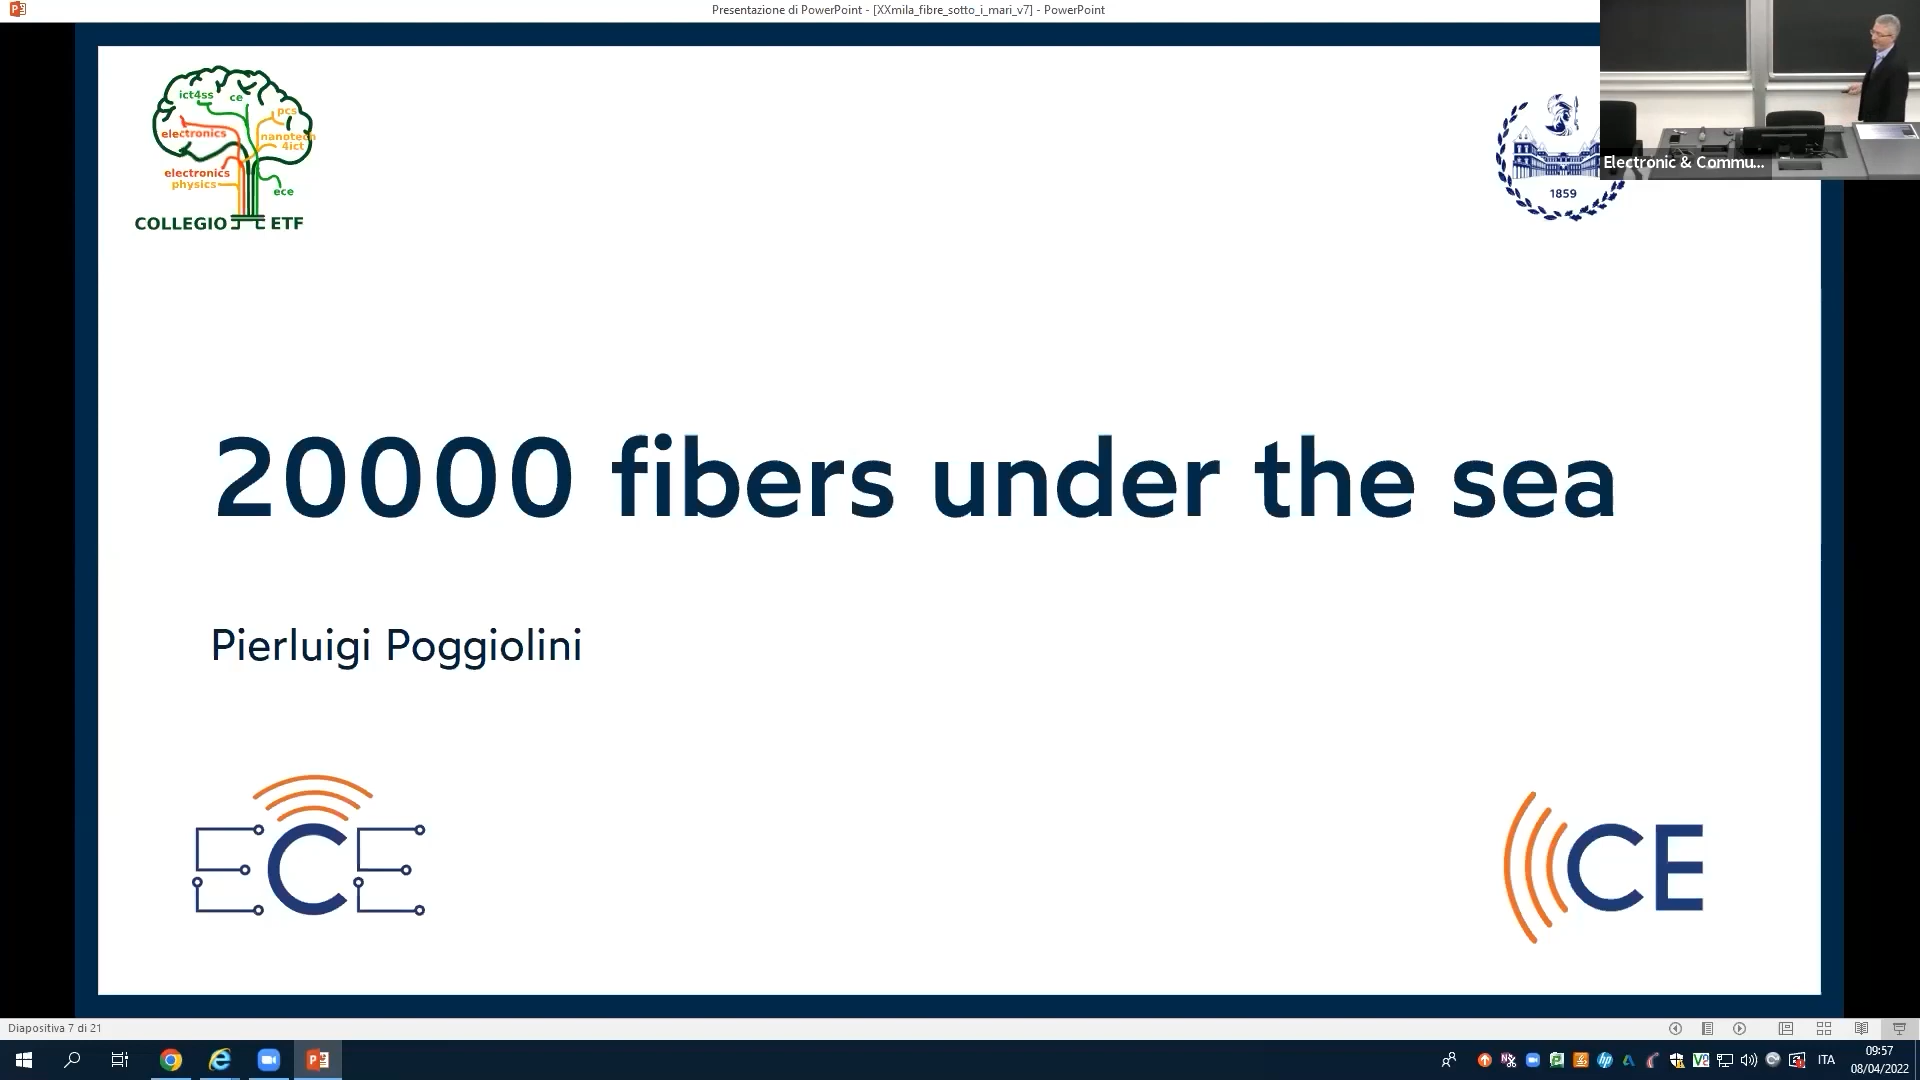 Presentazione di PowerPoint - [XXmila_fibre_sotto_i_mari_v7] - PowerPoint
ict4ss
ce
pcs
electronics
nanotech
4ict
electronics
physics
ece
COLLEGIO ETF
1859
Electronic & Commu...
20000 fibers under the sea
Pierluigi Poggiolini
ECE
CE
Diapositiva 7 di 21
ITA
09:57
08/04/2022